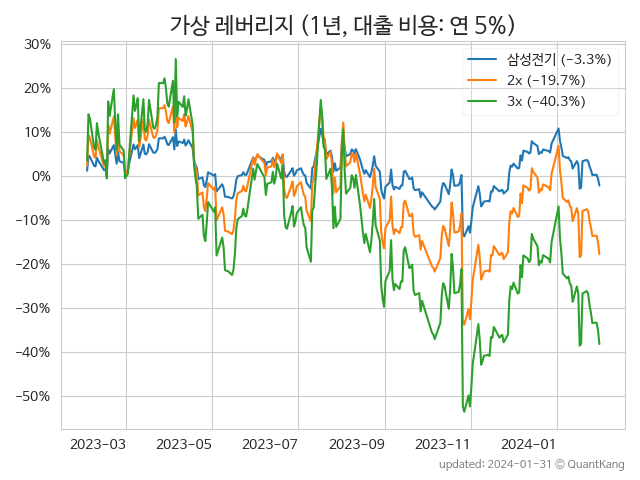 가상 레버리지 (1년, 대출 비용: 연 5%)
30%
20%
10%
0%
−10%
−20%
−30%
−40%
−50%
삼성전기 (−3.3%)
2x (−19.7%)
3x (−40.3%)
2023-03 2023-05 2023-07 2023-09 2023-11 2024-01
updated: 2024-01-31 © QuantKang